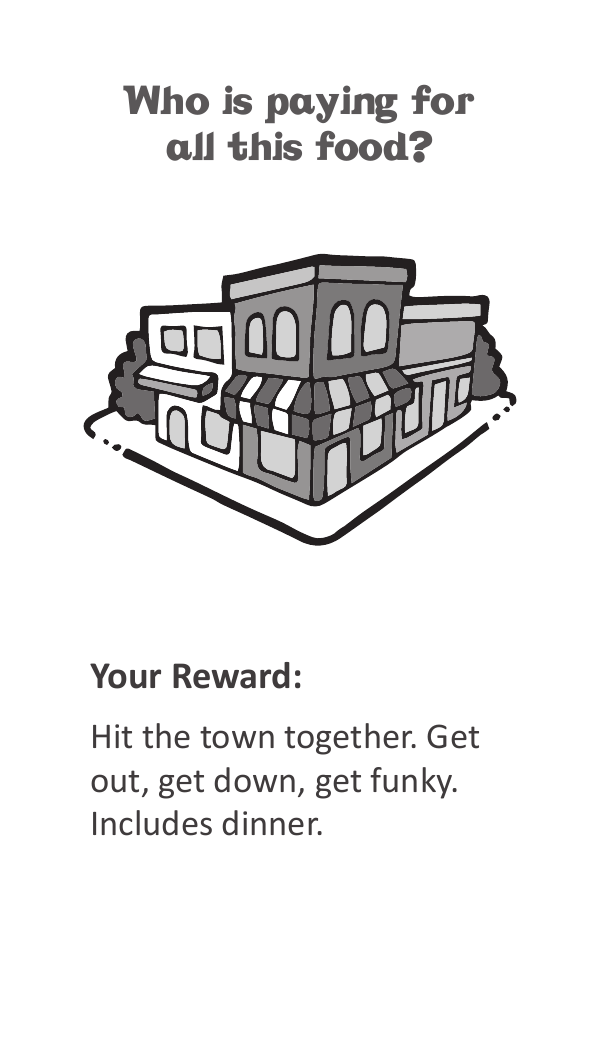 Who is paying for
all this food?
Your Reward:
Hit the town together. Get
out, get down, get funky.
Includes dinner.